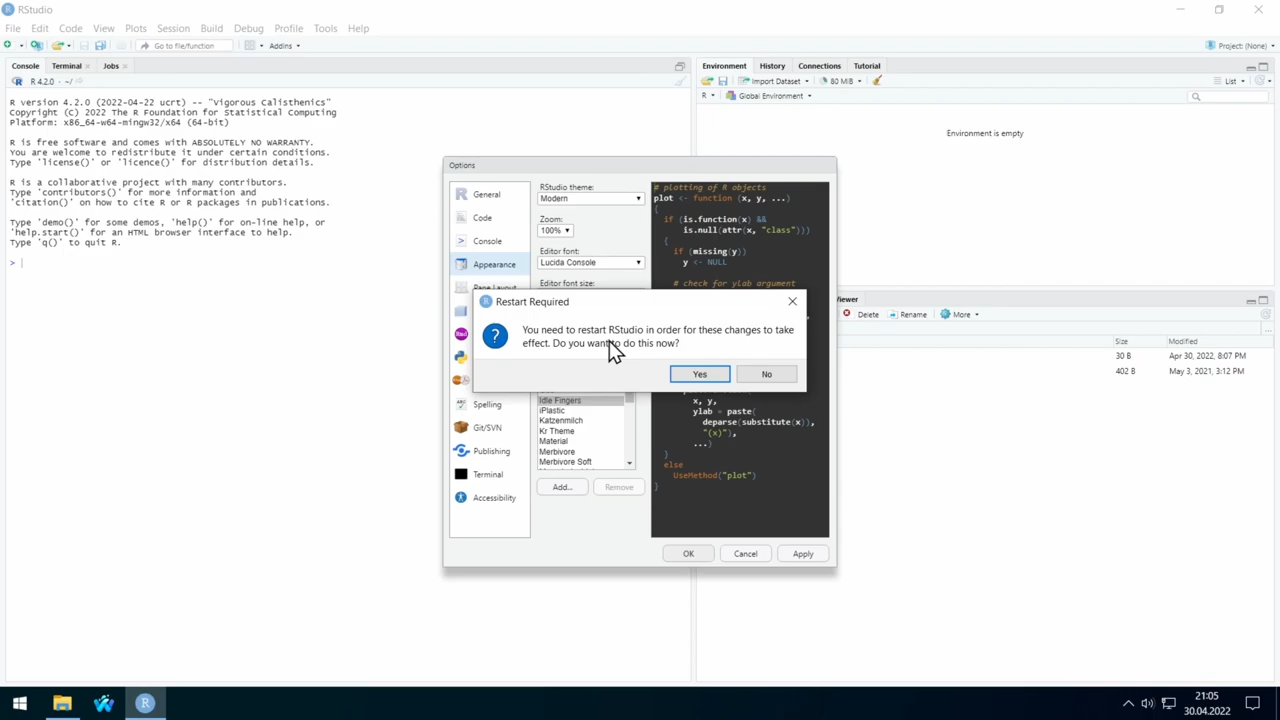 RStudio
File Edit Code View Plots Session Build Debug Profile Tools Help
Go to file/function Addins Project: (None)
Console Terminal Jobs
R 4.2.0 · ~/
R version 4.2.0 (2022-04-22 ucrt) -- "Vigorous Calisthenics"
Copyright (C) 2022 The R Foundation for Statistical Computing
Platform: x86_64-w64-mingw32/x64 (64-bit)
R is free software and comes with ABSOLUTELY NO WARRANTY.
You are welcome to redistribute it under certain conditions.
Type 'license()' or 'licence()' for distribution details.
R is a collaborative project with many contributors.
Type 'contributors()' for more information and
'citation()' on how to cite R or R packages in publications.
Type 'demo()' for some demos, 'help()' for on-line help, or
'help.start()' for an HTML browser interface to help.
Type 'q()' to quit R.
>
Environment History Connections Tutorial
Import Dataset 80 MiB List
R Global Environment
Environment is empty
Viewer
Delete Rename More
Size Modified
30 B Apr 30, 2022, 8:07 PM
402 B May 3, 2021, 3:12 PM
Options
General
Code
Console
Appearance
Pane Layout
Spelling
Git/SVN
Publishing
Terminal
Accessibility
RStudio theme:
Modern
Zoom:
100%
Editor font:
Lucida Console
Editor font size:
Idle Fingers
iPlastic
Katzenmilch
Kr Theme
Material
Merbivore
Merbivore Soft
Add... Remove
# plotting of R objects
plot <- function (x, y, ...)
{
if (is.function(x) &&
is.null(attr(x, "class")))
{
if (missing(y))
y <- NULL
# check for ylab argument
x, y,
ylab = paste(
deparse(substitute(x)),
"(x)"),
...)
}
else
UseMethod("plot")
}
OK Cancel Apply
Restart Required
You need to restart RStudio in order for these changes to take
effect. Do you want to do this now?
Yes No
21:05
30.04.2022